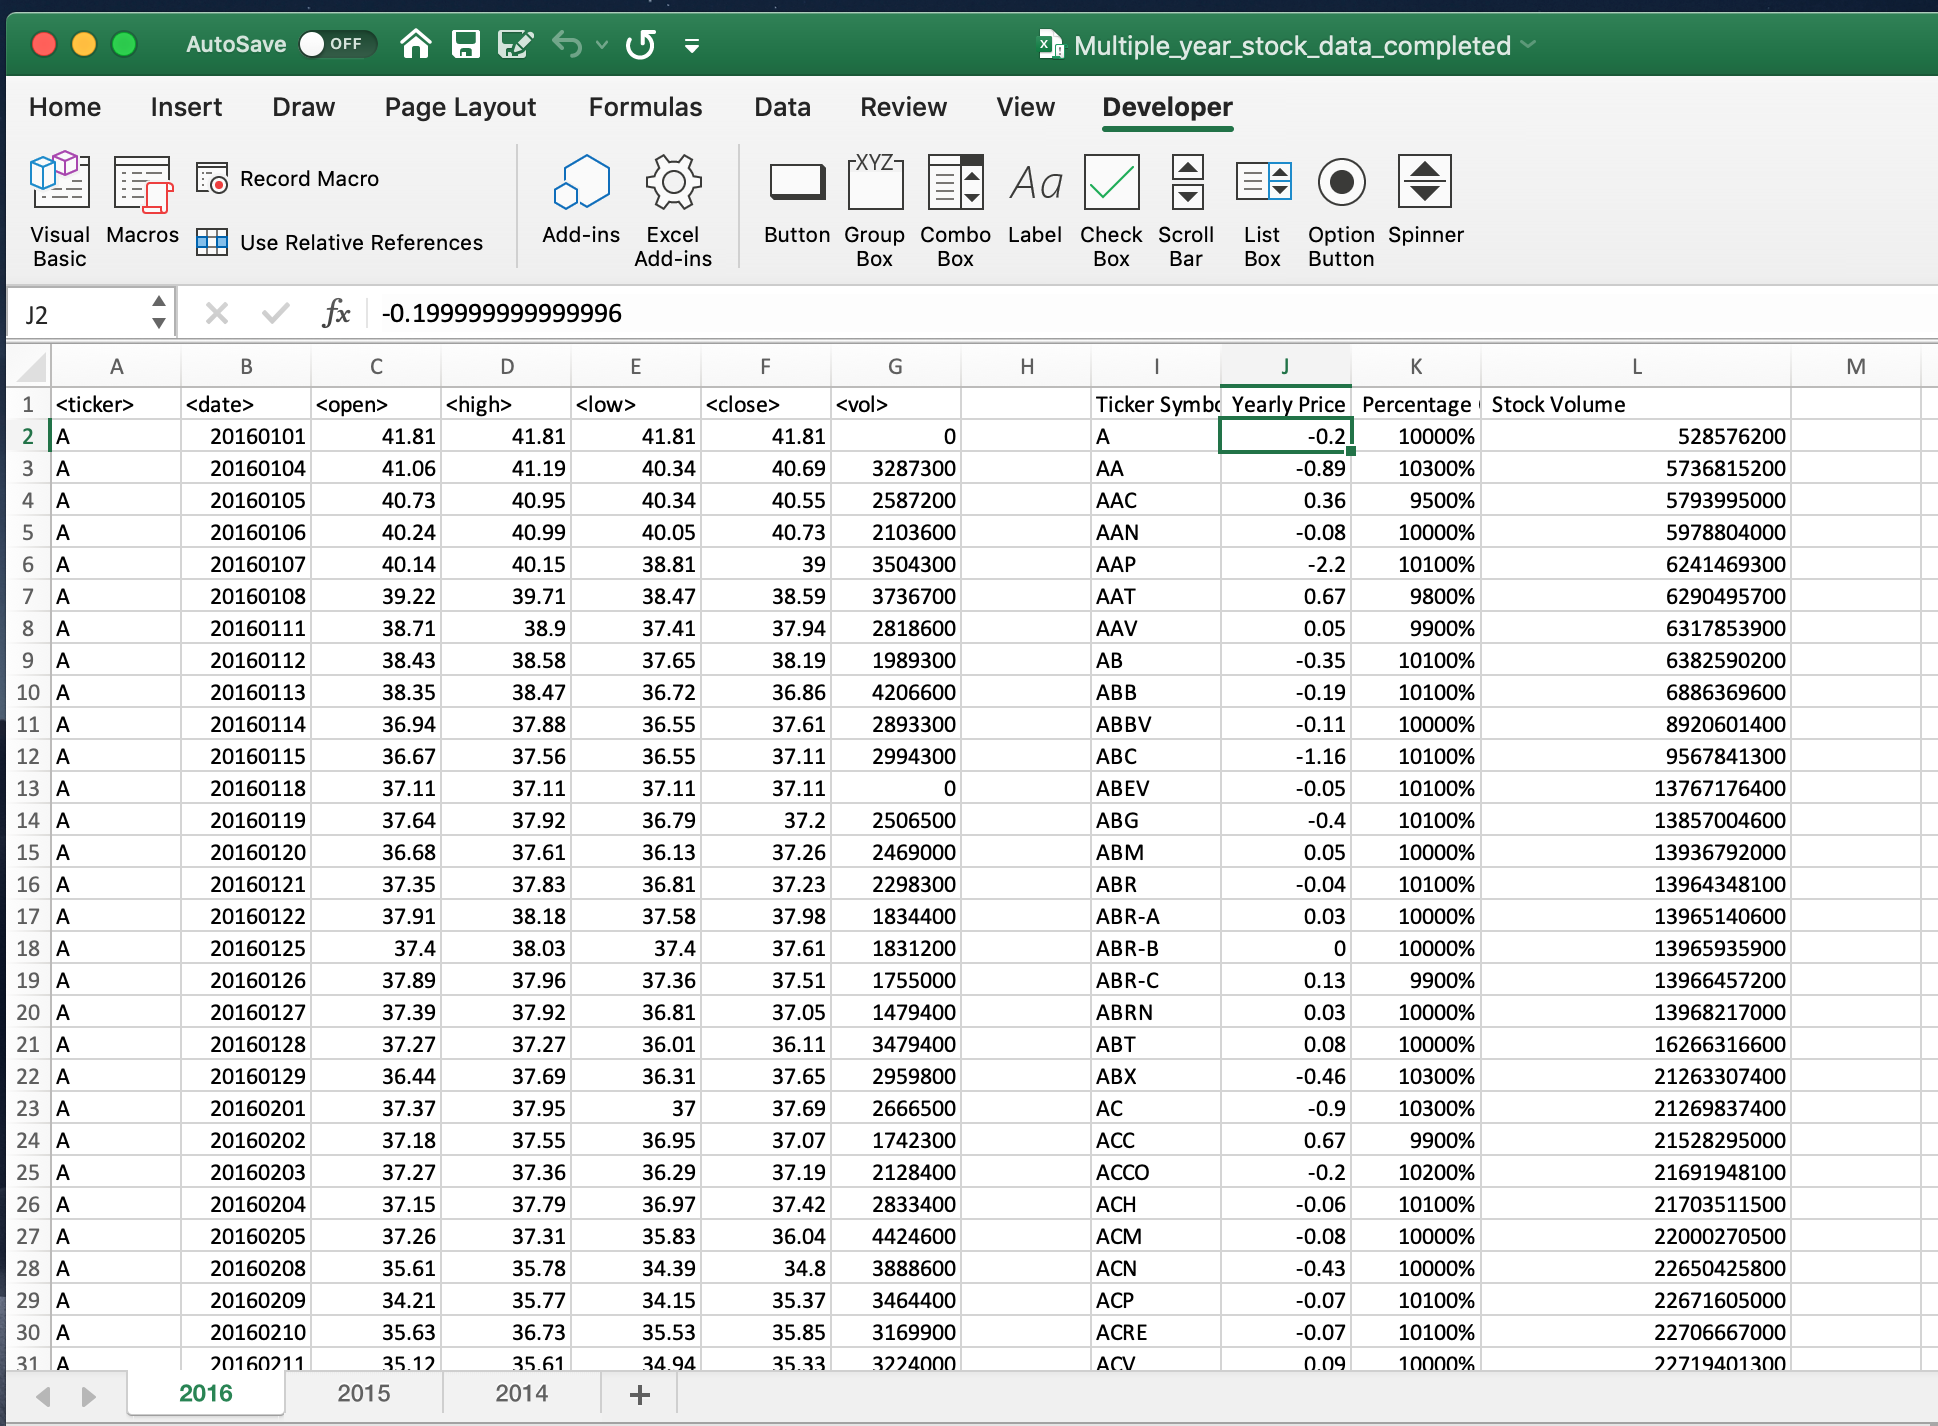 AutoSave OFF Multiple_year_stock_data_completed
Home Insert Draw Page Layout Formulas Data Review View Developer
Visual Basic Macros Record Macro Use Relative References Add-ins Excel Add-ins Button Group Box Combo Box Label Check Box Scroll Bar List Box Option Button Spinner
XYZ Aa
J2 fx -0.199999999999996
A B C D E F G H I J K L M
1 <ticker> <date> <open> <high> <low> <close> <vol> Ticker Symbo Yearly Price Percentage Stock Volume
2 A 20160101 41.81 41.81 41.81 41.81 0 A -0.2 10000% 528576200
3 A 20160104 41.06 41.19 40.34 40.69 3287300 AA -0.89 10300% 5736815200
4 A 20160105 40.73 40.95 40.34 40.55 2587200 AAC 0.36 9500% 5793995000
5 A 20160106 40.24 40.99 40.05 40.73 2103600 AAN -0.08 10000% 5978804000
6 A 20160107 40.14 40.15 38.81 39 3504300 AAP -2.2 10100% 6241469300
7 A 20160108 39.22 39.71 38.47 38.59 3736700 AAT 0.67 9800% 6290495700
8 A 20160111 38.71 38.9 37.41 37.94 2818600 AAV 0.05 9900% 6317853900
9 A 20160112 38.43 38.58 37.65 38.19 1989300 AB -0.35 10100% 6382590200
10 A 20160113 38.35 38.47 36.72 36.86 4206600 ABB -0.19 10100% 6886369600
11 A 20160114 36.94 37.88 36.55 37.61 2893300 ABBV -0.11 10000% 8920601400
12 A 20160115 36.67 37.56 36.55 37.11 2994300 ABC -1.16 10100% 9567841300
13 A 20160118 37.11 37.11 37.11 37.11 0 ABEV -0.05 10100% 13767176400
14 A 20160119 37.64 37.92 36.79 37.2 2506500 ABG -0.4 10100% 13857004600
15 A 20160120 36.68 37.61 36.13 37.26 2469000 ABM 0.05 10000% 13936792000
16 A 20160121 37.35 37.83 36.81 37.23 2298300 ABR -0.04 10100% 13964348100
17 A 20160122 37.91 38.18 37.58 37.98 1834400 ABR-A 0.03 10000% 13965140600
18 A 20160125 37.4 38.03 37.4 37.61 1831200 ABR-B 0 10000% 13965935900
19 A 20160126 37.89 37.96 37.36 37.51 1755000 ABR-C 0.13 9900% 13966457200
20 A 20160127 37.39 37.92 36.81 37.05 1479400 ABRN 0.03 10000% 13968217000
21 A 20160128 37.27 37.27 36.01 36.11 3479400 ABT 0.08 10000% 16266316600
22 A 20160129 36.44 37.69 36.31 37.65 2959800 ABX -0.46 10300% 21263307400
23 A 20160201 37.37 37.95 37 37.69 2666500 AC -0.9 10300% 21269837400
24 A 20160202 37.18 37.55 36.95 37.07 1742300 ACC 0.67 9900% 21528295000
25 A 20160203 37.27 37.36 36.29 37.19 2128400 ACCO -0.2 10200% 21691948100
26 A 20160204 37.15 37.79 36.97 37.42 2833400 ACH -0.06 10100% 21703511500
27 A 20160205 37.26 37.31 35.83 36.04 4424600 ACM -0.08 10000% 22000270500
28 A 20160208 35.61 35.78 34.39 34.8 3888600 ACN -0.43 10000% 22650425800
29 A 20160209 34.21 35.77 34.15 35.37 3464400 ACP -0.07 10100% 22671605000
30 A 20160210 35.63 36.73 35.53 35.85 3169900 ACRE -0.07 10100% 22706667000
31 A 20160211 35.12 35.61 34.94 35.33 3224000 ACV 0.09 10000% 22719401300
2016 2015 2014 +